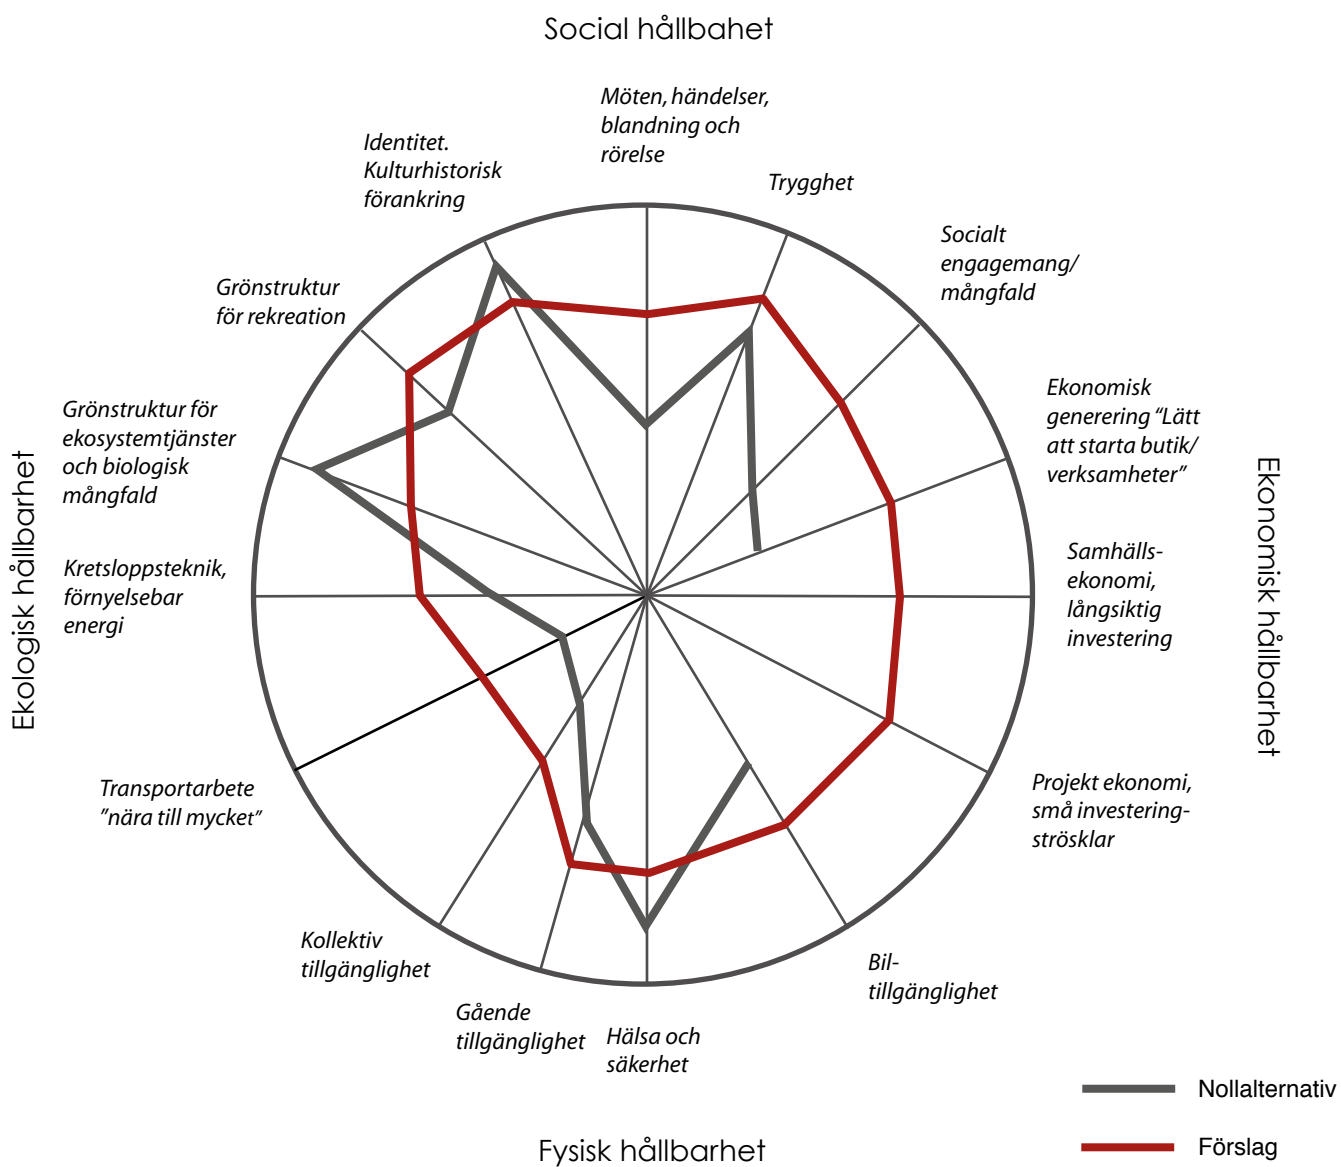 Social hållbahet
Möten, händelser,
blandning och
rörelse
Trygghet
Socialt
engagemang/
mångfald
Ekonomisk
generering “Lätt
att starta butik/
verksamheter”
Samhälls-
ekonomi,
långsiktig
investering
Ekonomisk hållbarhet
Projekt ekonomi,
små investering-
ströskla​r
Bil-
tillgänglighet
Hälsa och
säkerhet
Gående
tillgänglighet
Kollektiv
tillgänglighet
Transportarbete
”nära till mycket”
Kretsloppsteknik,
förnyelsebar
energi
Ekologisk hållbarhet
Grönstruktur för
ekosystemtjänster
och biologisk
mångfald
Grönstruktur
för rekreation
Identitet.
Kulturhistorisk
förankring
Fysisk hållbarhet
Nollalternativ
Förslag